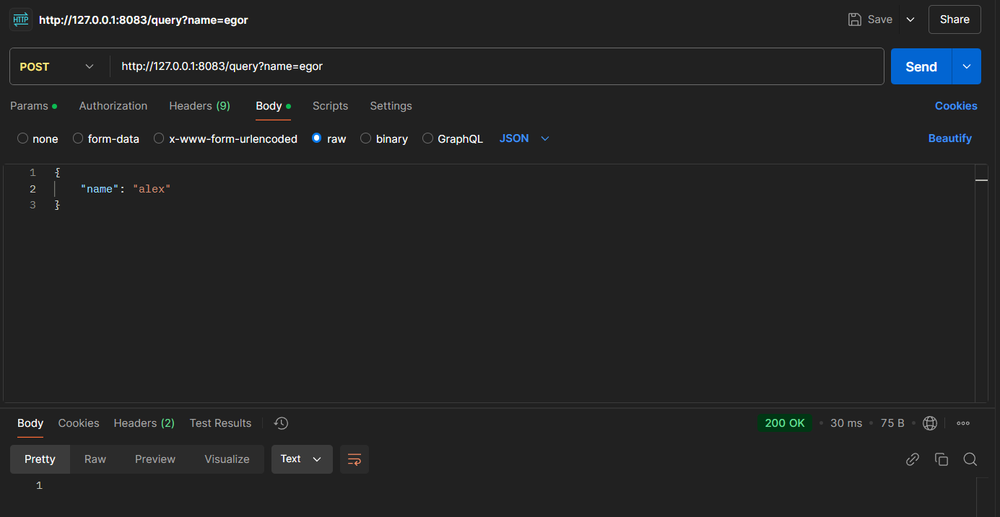 HTTP http://127.0.0.1:8083/query?name=egor Save Share
POST http://127.0.0.1:8083/query?name=egor Send
Params Authorization Headers (9) Body Scripts Settings Cookies
none form-data x-www-form-urlencoded raw binary GraphQL JSON Beautify
1 {
2 "name": "alex"
3 }
Body Cookies Headers (2) Test Results 200 OK • 30 ms • 75 B •
Pretty Raw Preview Visualize Text
1